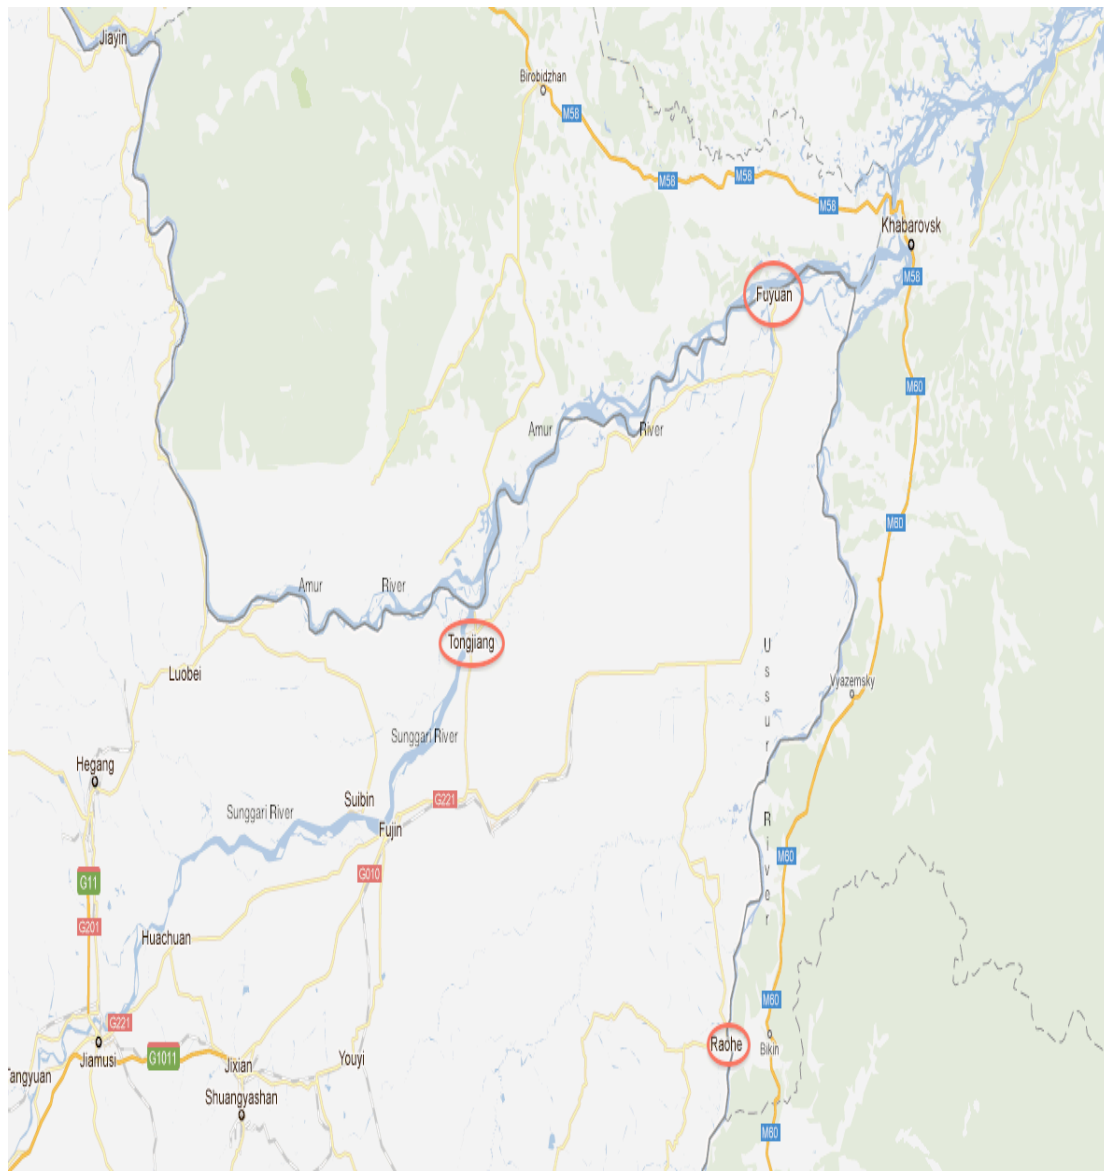 Jiayin
Birobidzhan
M58
M58
M58
M58
Khabarovsk
M58
Fuyuan
M60
Amur
River
M60
Amur
River
Tongjiang
Ussuri
River
Luobei
Vyazemsky
Sunggari River
Hegang
Suibin
G221
Sunggari River
Fujin
M60
G010
G11
G201
Huachuan
M60
G221
Raohe
Bikin
Jiamusi
G1011
Jixian
Youyi
Tangyuan
Shuangyashan
M60